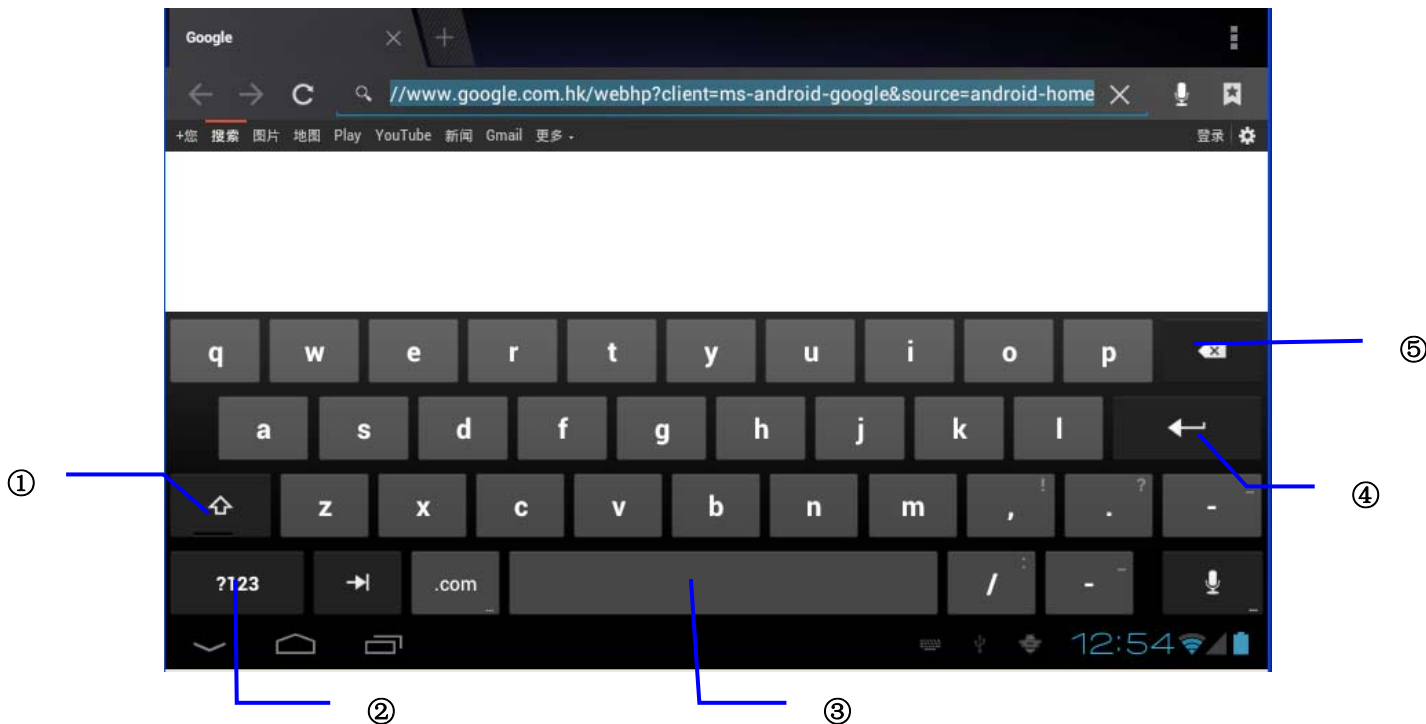 Google
//www.google.com.hk/webhp?client=ms-android-google&source=android-home
+您 搜索 图片 地图 Play YouTube 新闻 Gmail 更多 登录
q w e r t y u i o p ⑤
a s d f g h j k l
① z x c v b n m , ! . ? - _ ④
?123 .com ... / : - _ ...
12:54
② ③